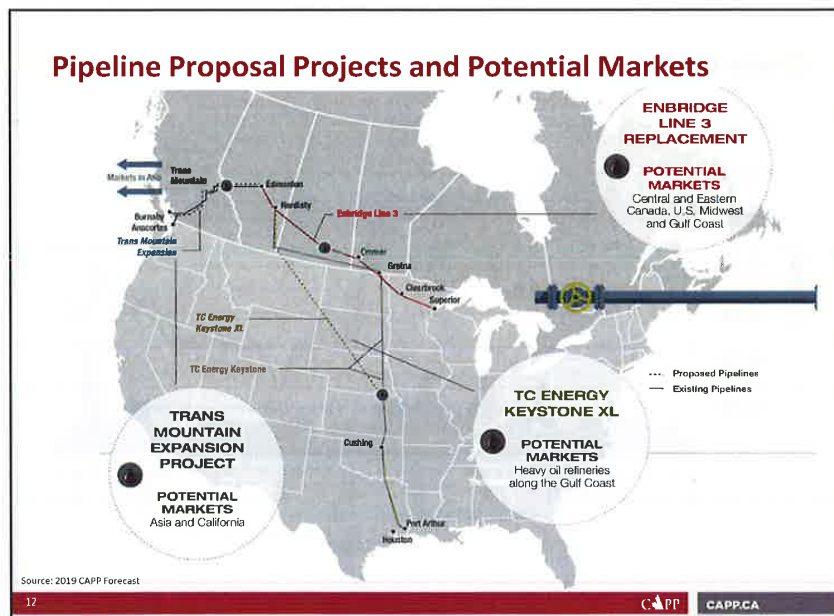 Pipeline Proposal Projects and Potential Markets
ENBRIDGE
LINE 3
REPLACEMENT
POTENTIAL
MARKETS
Central and Eastern
Canada, U.S. Midwest
and Gulf Coast
Markets in Asia
Trans
Mountain
Edmonton
Hardisty
Burnaby
Anacortes
Trans Mountain
Expansion
Enbridge Line 3
Cromer
Gretna
Clearbrook
Superior
TC Energy
Keystone XL
TC Energy Keystone
Proposed Pipelines
Existing Pipelines
TRANS
MOUNTAIN
EXPANSION
PROJECT
POTENTIAL
MARKETS
Asia and California
TC ENERGY
KEYSTONE XL
POTENTIAL
MARKETS
Heavy oil refineries
along the Gulf Coast
Cushing
Port Arthur
Houston
Source: 2019 CAPP Forecast
12
CAPP
CAPP.CA